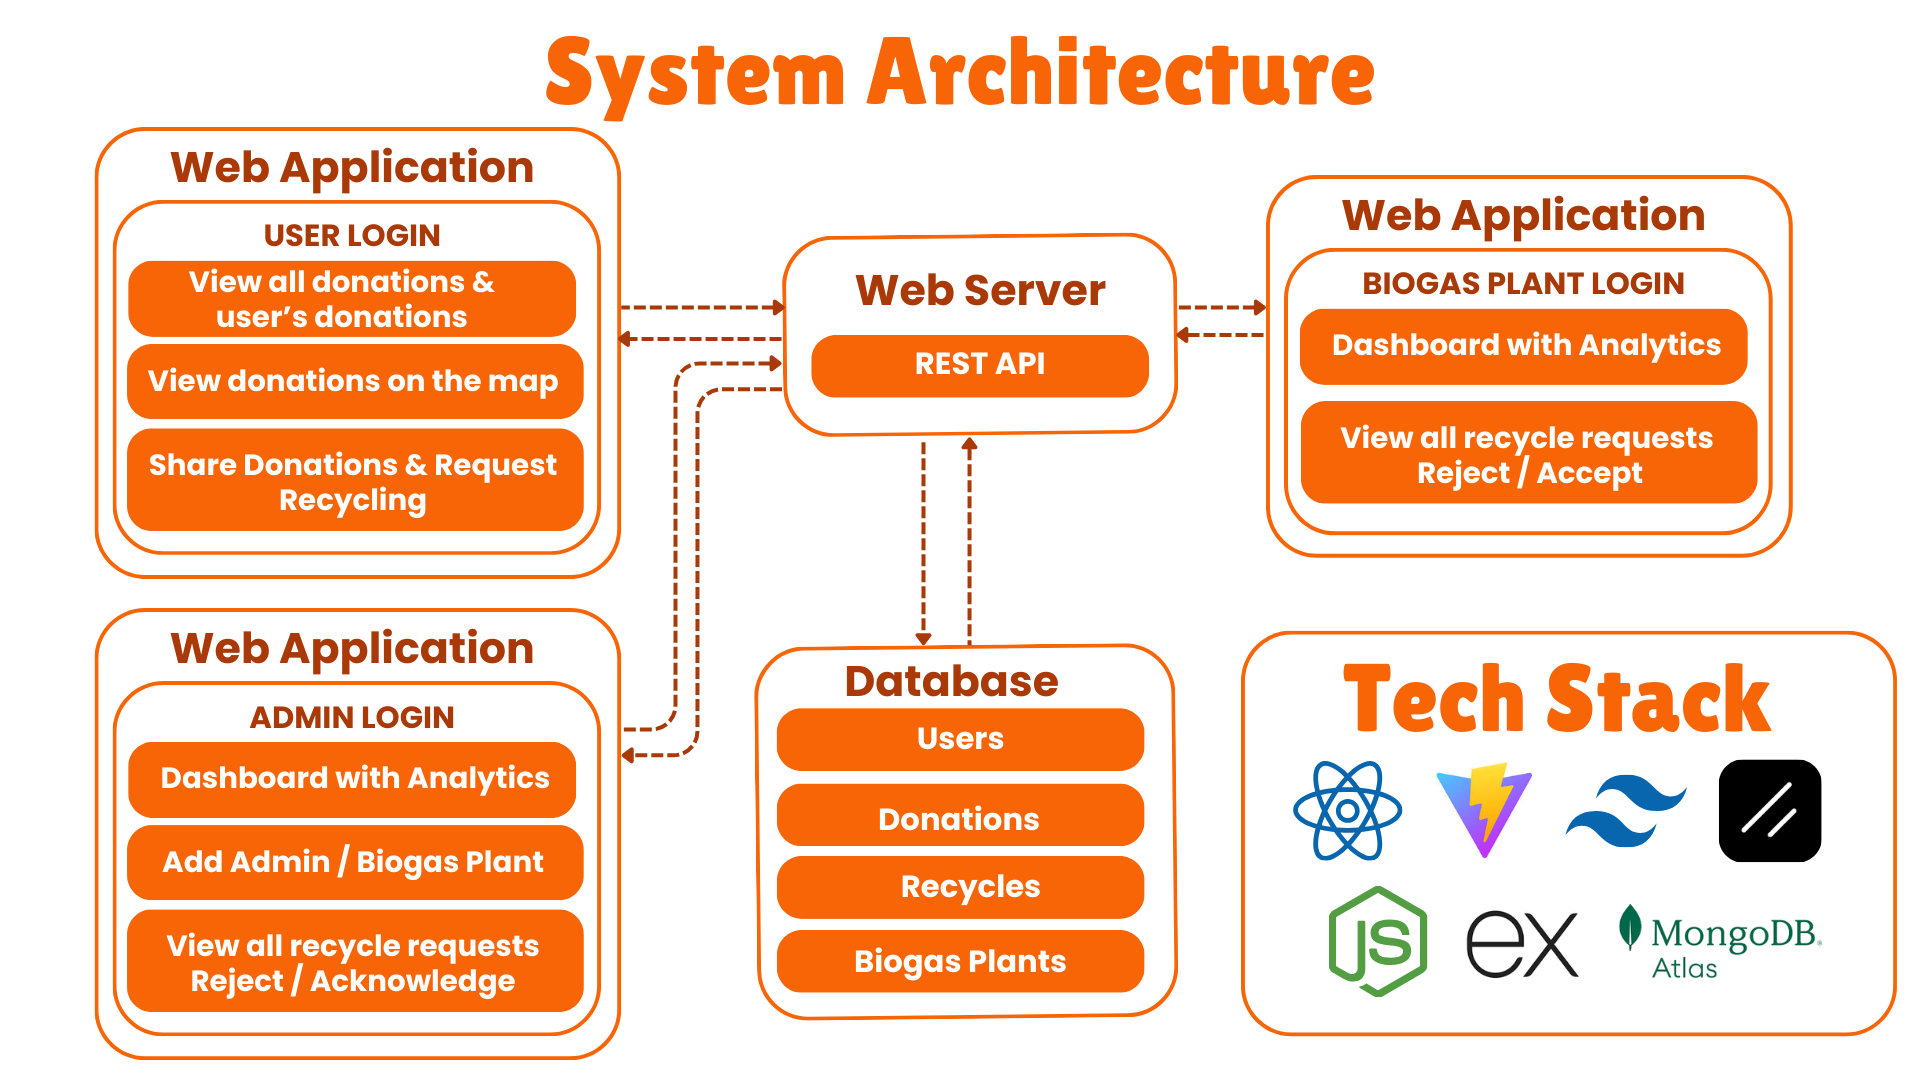 System Architecture
Web Application
USER LOGIN
View all donations &
user’s donations
View donations on the map
Share Donations & Request
Recycling
Web Application
ADMIN LOGIN
Dashboard with Analytics
Add Admin / Biogas Plant
View all recycle requests
Reject / Acknowledge
Web Server
REST API
Database
Users
Donations
Recycles
Biogas Plants
Web Application
BIOGAS PLANT LOGIN
Dashboard with Analytics
View all recycle requests
Reject / Accept
Tech Stack
JS
ex
MongoDB.
Atlas